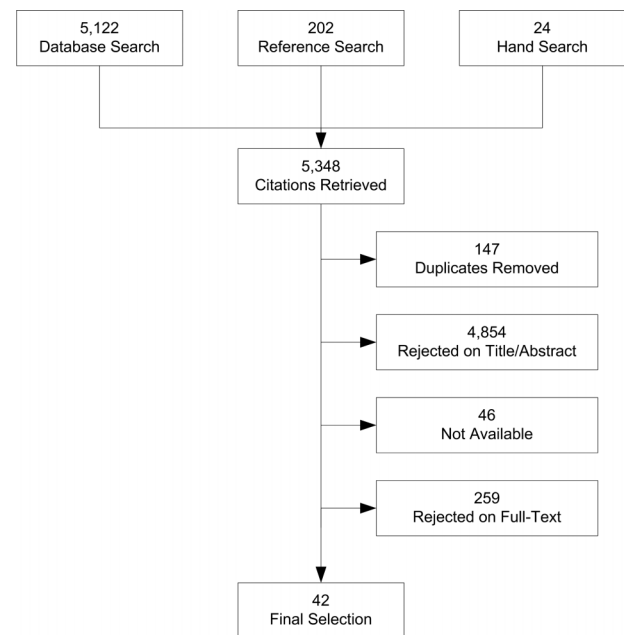 5,122
Database Search
202
Reference Search
24
Hand Search
5,348
Citations Retrieved
147
Duplicates Removed
4,854
Rejected on Title/Abstract
46
Not Available
259
Rejected on Full-Text
42
Final Selection